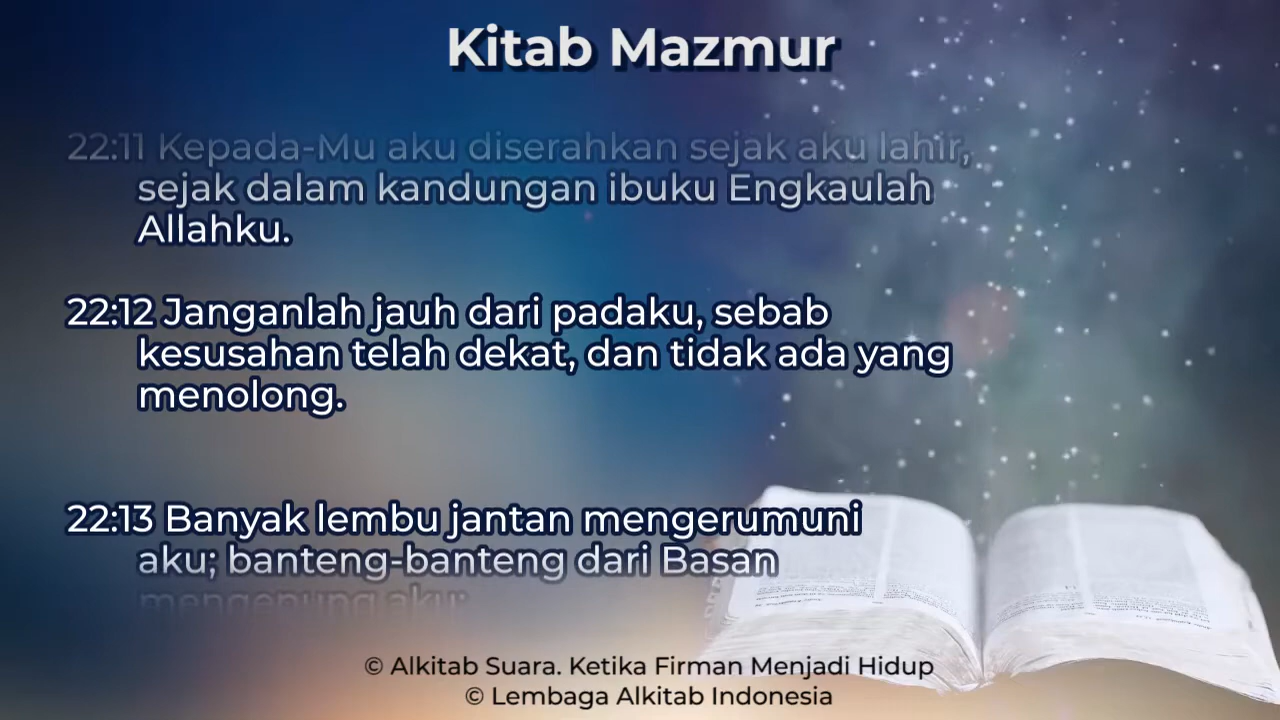 Kitab Mazmur
22:11 Kepada-Mu aku diserahkan sejak aku lahir,
sejak dalam kandungan ibuku Engkaulah
Allahku.
22:12 Janganlah jauh dari padaku, sebab
kesusahan telah dekat, dan tidak ada yang
menolong.
22:13 Banyak lembu jantan mengerumuni
aku; banteng-banteng dari Basan
mengepung aku;
© Alkitab Suara. Ketika Firman Menjadi Hidup
© Lembaga Alkitab Indonesia